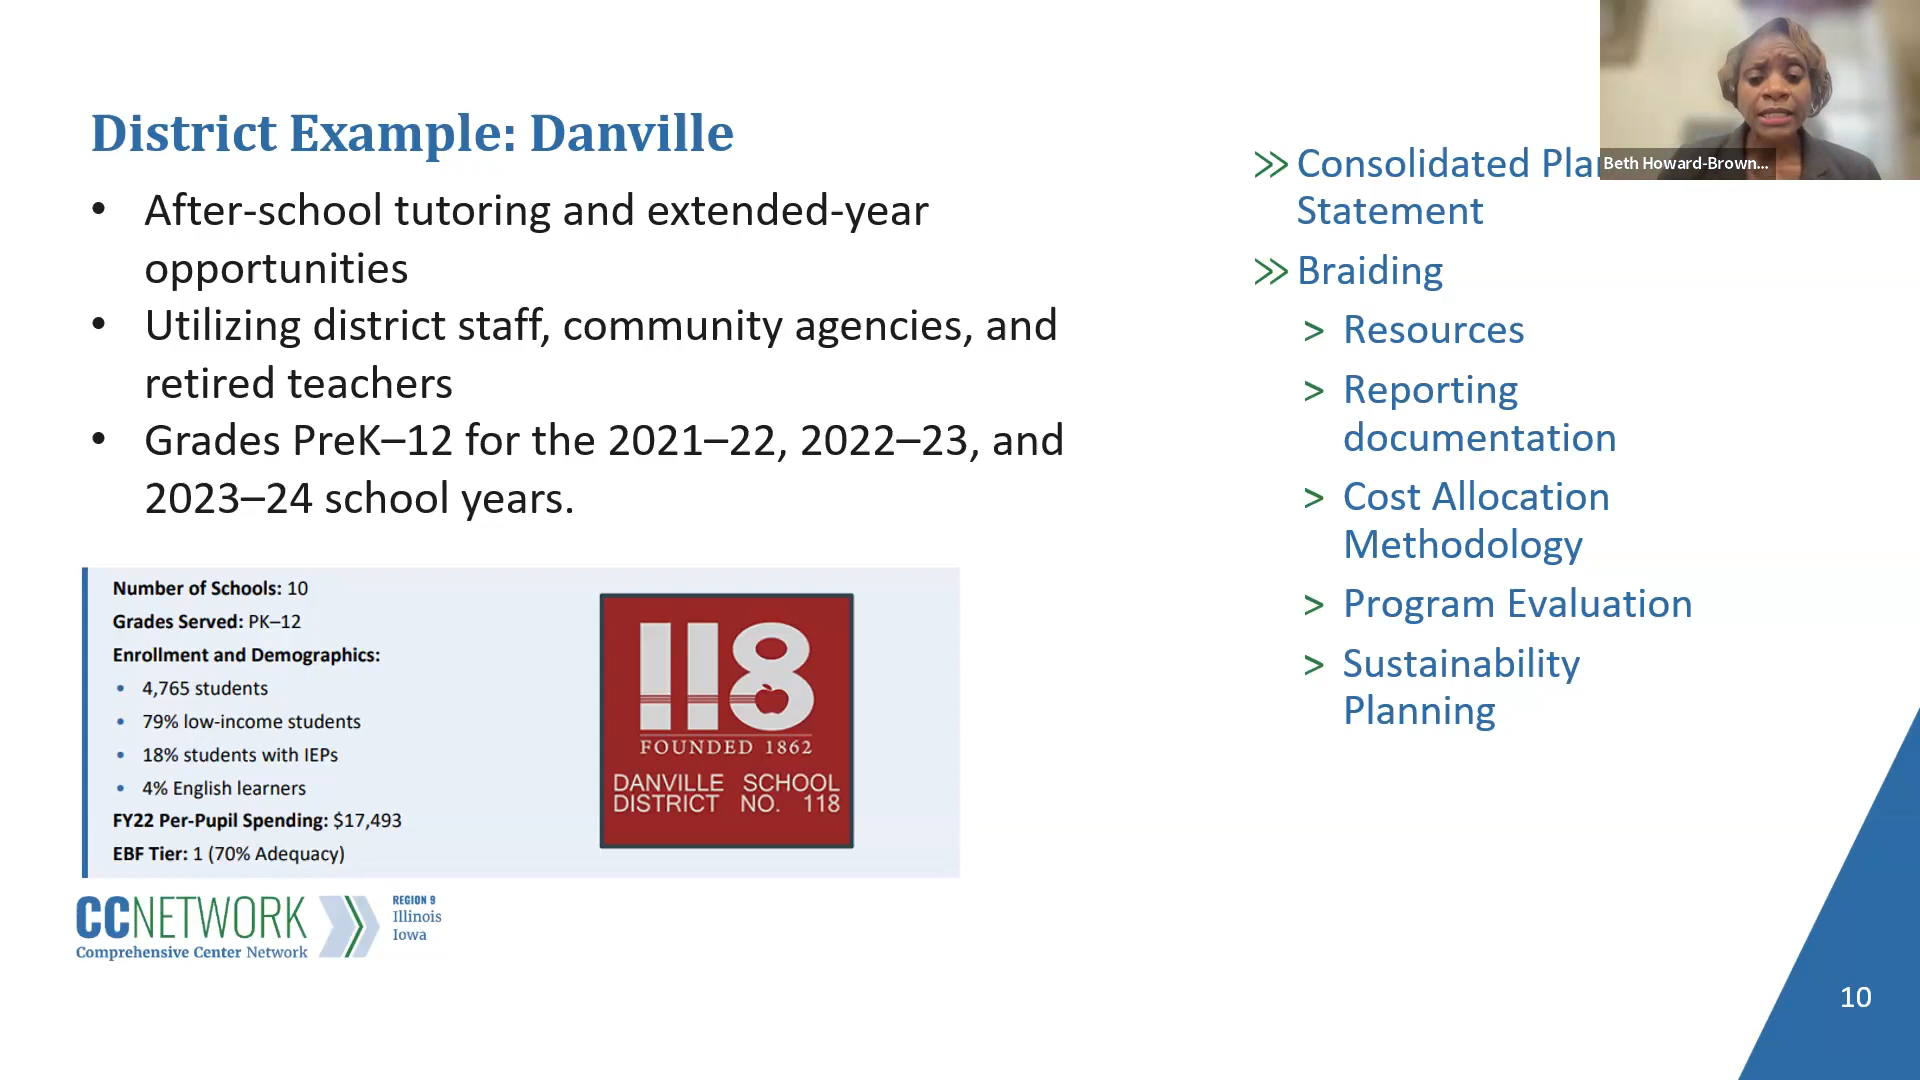 District Example: Danville
• After-school tutoring and extended-year
opportunities
• Utilizing district staff, community agencies, and
retired teachers
• Grades PreK–12 for the 2021–22, 2022–23, and
2023–24 school years.
Number of Schools: 10
Grades Served: PK–12
Enrollment and Demographics:
• 4,765 students
• 79% low-income students
• 18% students with IEPs
• 4% English learners
FY22 Per-Pupil Spending: $17,493
EBF Tier: 1 (70% Adequacy)
118
FOUNDED 1862
DANVILLE SCHOOL
DISTRICT NO. 118
CCNETWORK
Comprehensive Center Network
REGION 9
Illinois
Iowa
Consolidated
Statement
Braiding
> Resources
> Reporting
documentation
> Cost Allocation
Methodology
> Program Evaluation
> Sustainability
Planning
Beth Howard-Brown...
10